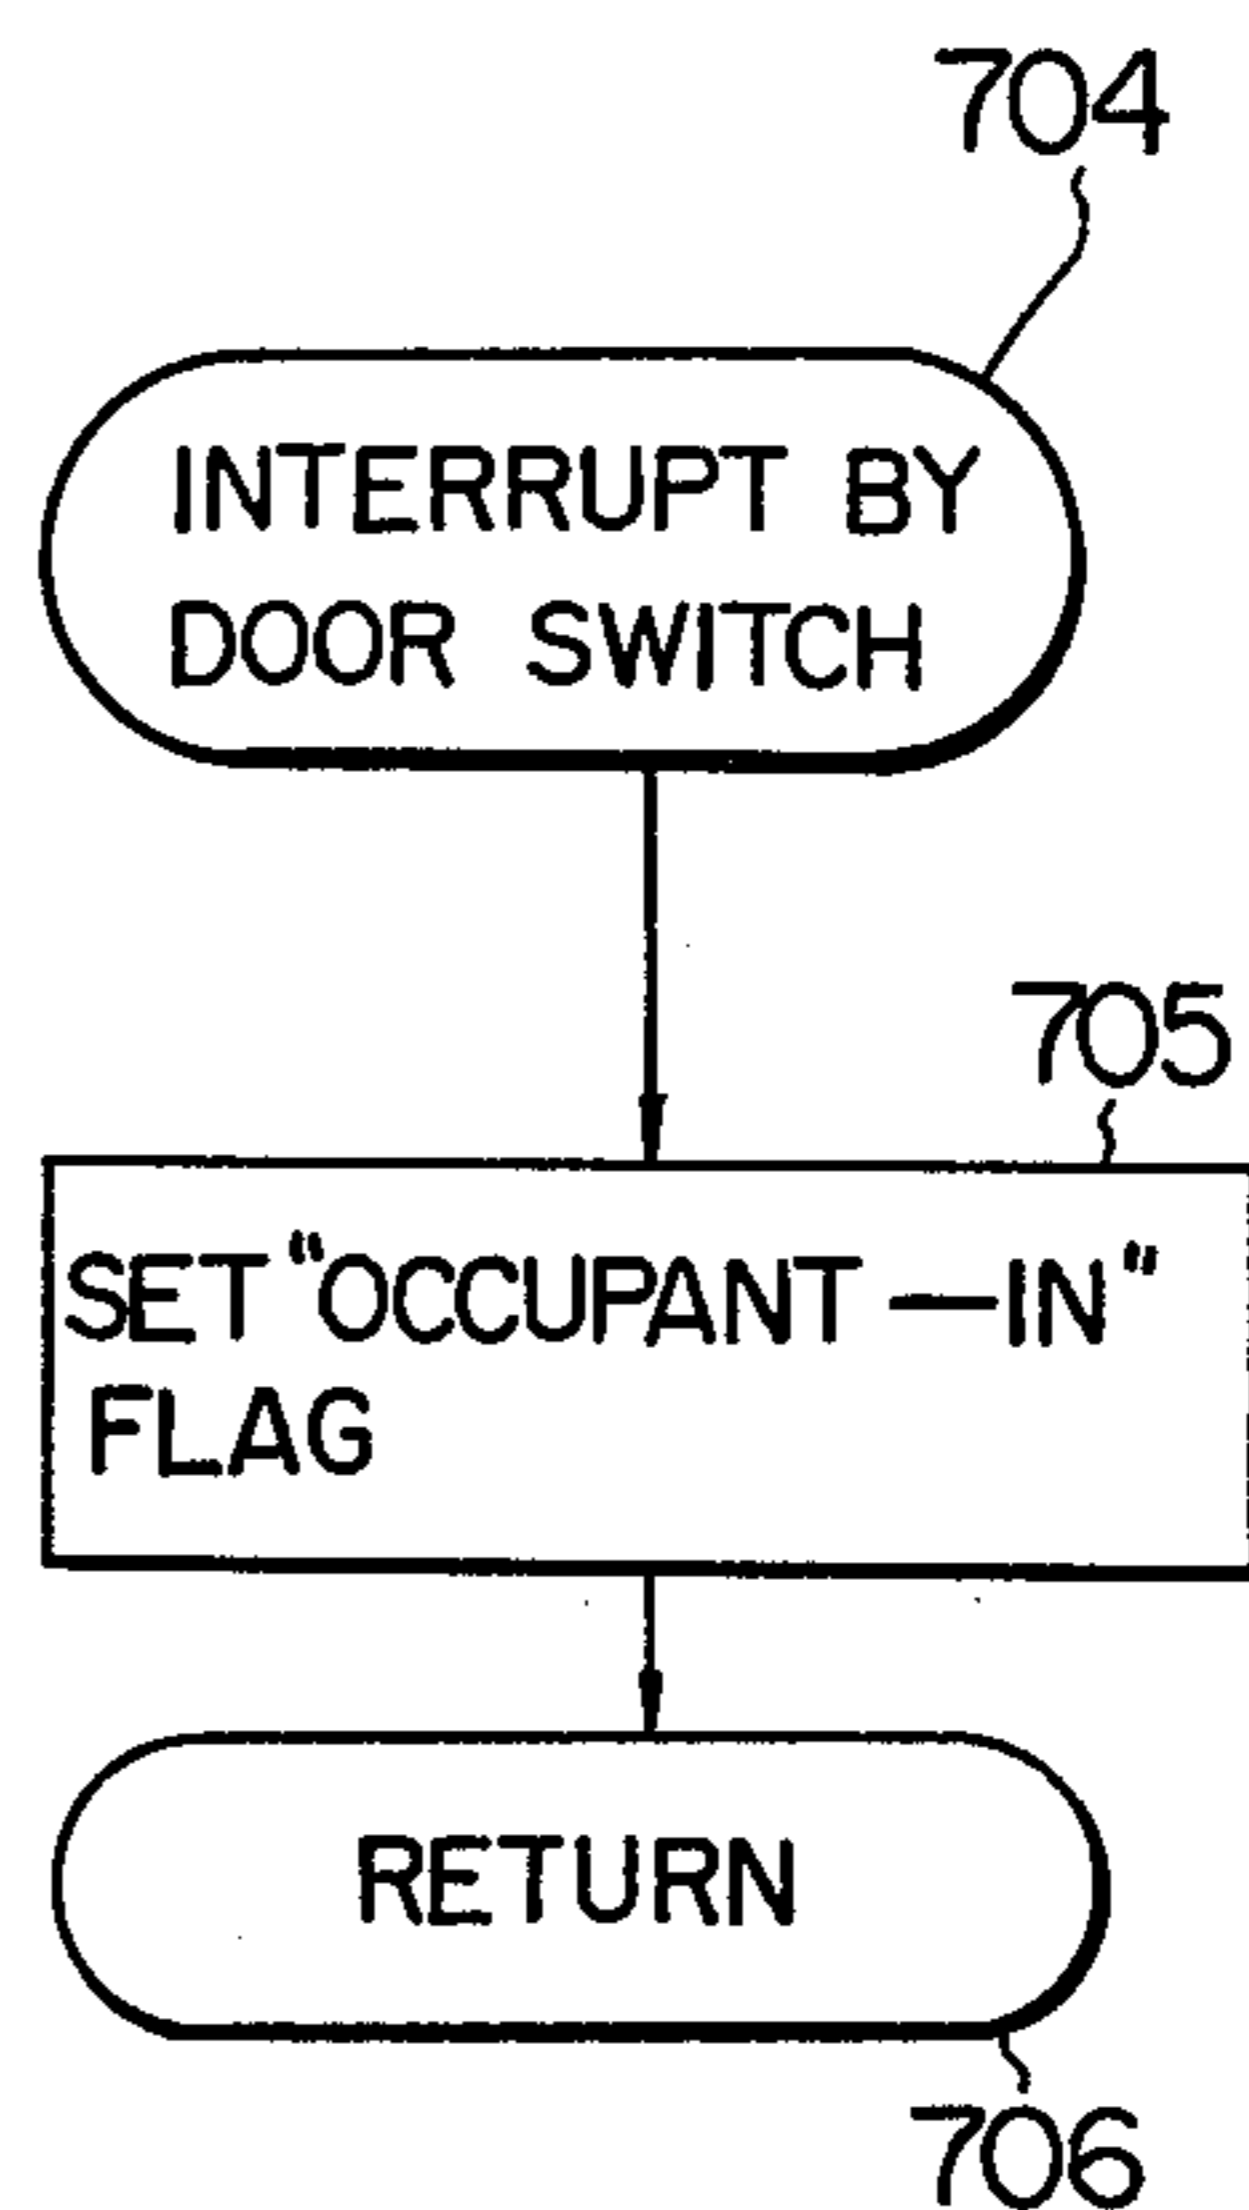 704
INTERRUPT BY
DOOR SWITCH
705
SET "OCCUPANT—IN"
FLAG
RETURN
706